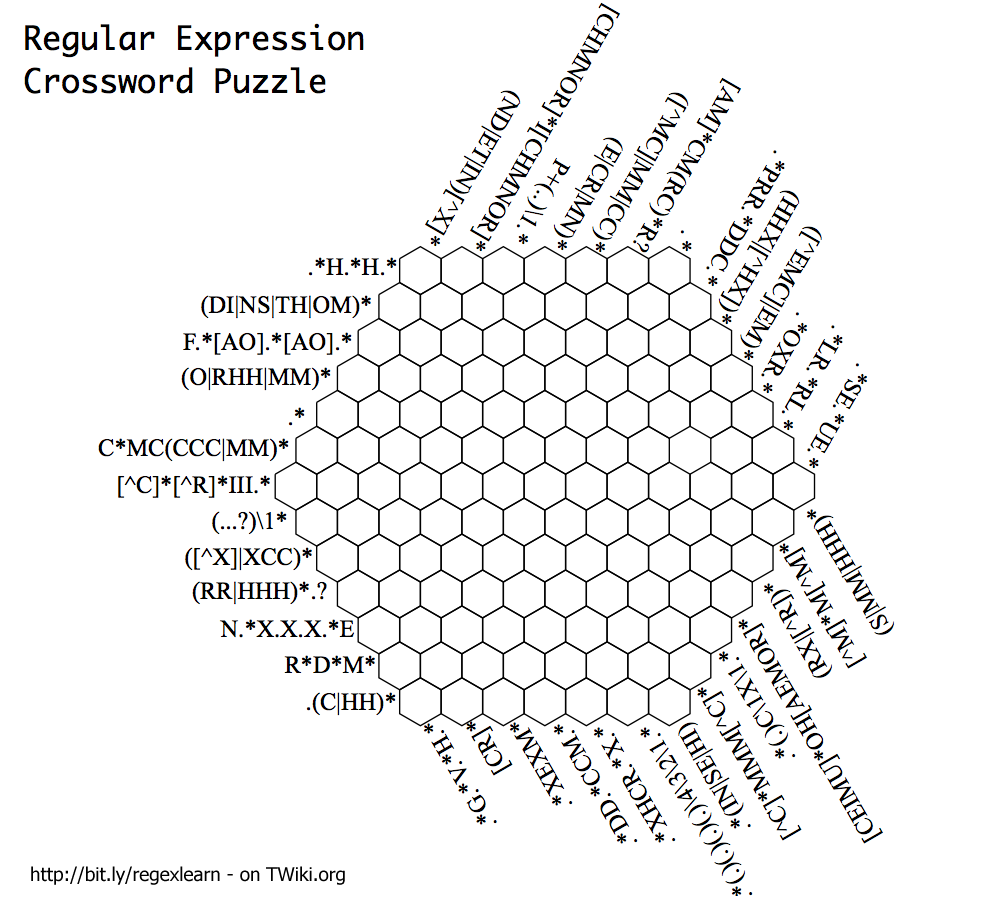 Regular Expression
Crossword Puzzle
(ND|ET|IN)[^X]*
[CHMNOR]*I[CHMNOR]*
P+(..)\1.*
(E|CR|MN)*
([^MC]|MM|CC)*
[AM]*CM(RC)*R?
.*
.*PRR.*DDC.*
(HHX|[^HX])*
([^EMC]|EM)*
.*OXR.*
.*LR.*RL.*
.*SE.*UE.*
.*H.*H.*
(DI|NS|TH|OM)*
F.*[AO].*[AO].*
(O|RHH|MM)*
.*
C*MC(CCC|MM)*
[^C]*[^R]*III.*
(...?)\1*
([^X]|XCC)*
(RR|HHH)*.?
N.*X.X.X.*E
R*D*M*
.(C|HH)*
(S|MM|HHH)*
[^M]*M[^M]*
(RX|[^R])*
[CEIMU]*OH[AEMOR]*
.*(.)C\1X\1.*
[^C]*MMM[^C]*
.*(IN|SE|HI)
.*(.)(.)(.)(.)\4\3\2\1.*
.*XHCR.*X.*
.*DD.*CCM.*
.*XEXM*
[CR]*
.*G.*V.*H.*
http://bit.ly/regexlearn - on TWiki.org